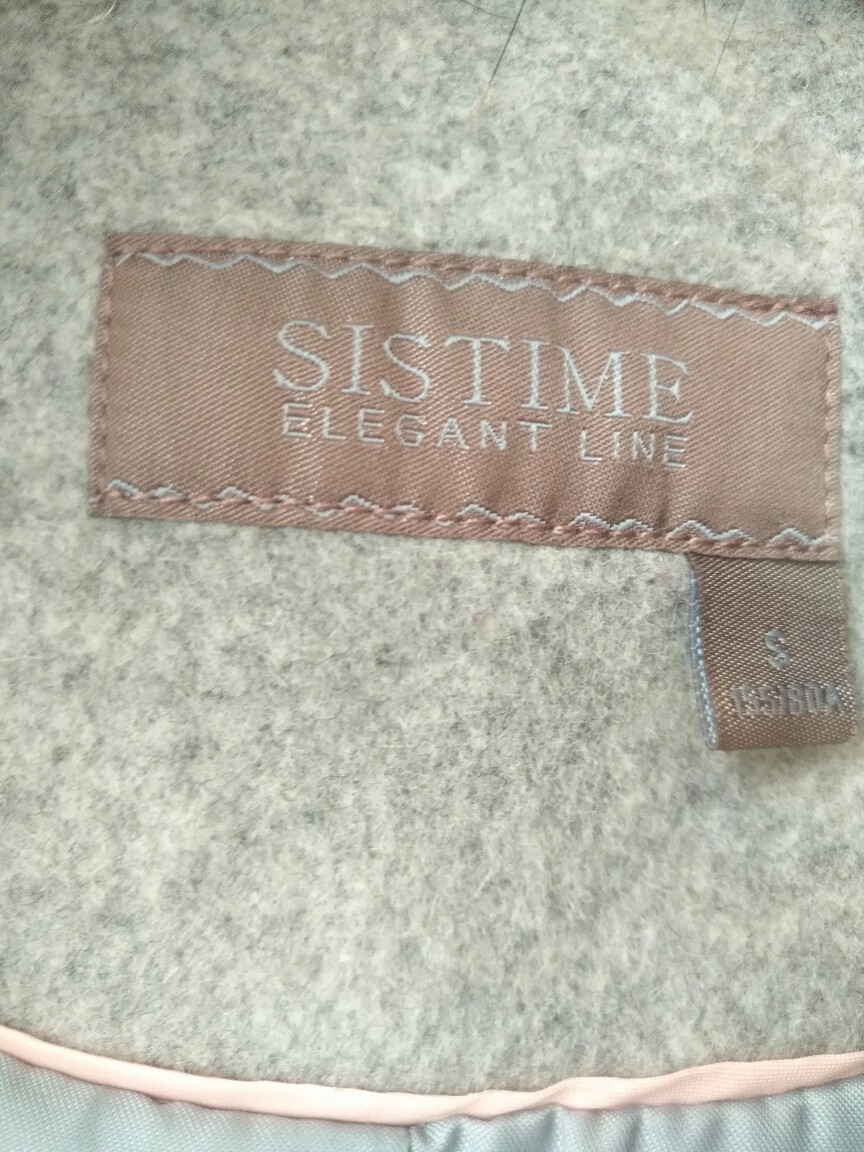 SISTIME
ELEGANT LINE
S
155/80A